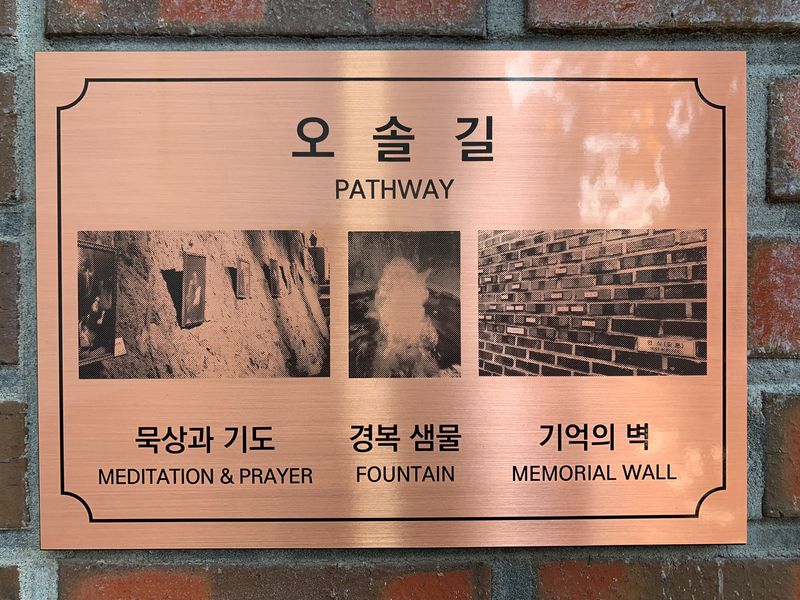 오솔길
PATHWAY
묵상과 기도
MEDITATION & PRAYER
경복 샘물
FOUNTAIN
기억의 벽
MEMORIAL WALL